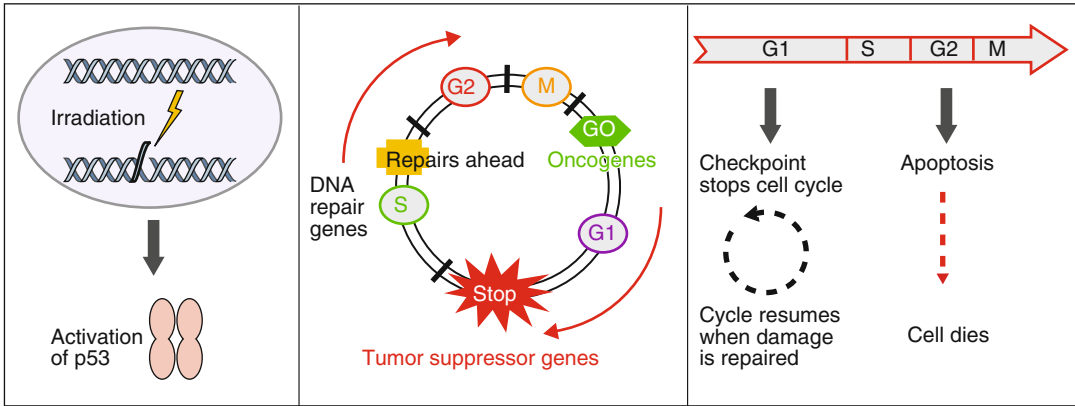 Irradiation
Activation
of p53
G2
M
GO
Oncogenes
Repairs ahead
DNA
repair
genes
S
G1
Stop
Tumor suppressor genes
G1
S
G2
M
Checkpoint
stops cell cycle
Cycle resumes
when damage
is repaired
Apoptosis
Cell dies